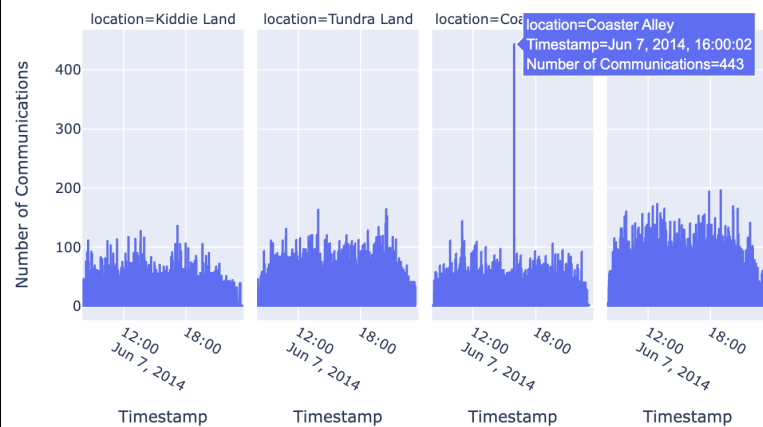 location=Kiddie Land
location=Tundra Land
location=Coa
location=Coaster Alley
Timestamp=Jun 7, 2014, 16:00:02
Number of Communications=443
Number of Communications
400
300
200
100
0
12:00
Jun 7, 2014
18:00
12:00
Jun 7, 2014
18:00
12:00
Jun 7, 2014
18:00
12:00
Jun 7, 2014
18:00
Timestamp
Timestamp
Timestamp
Timestamp